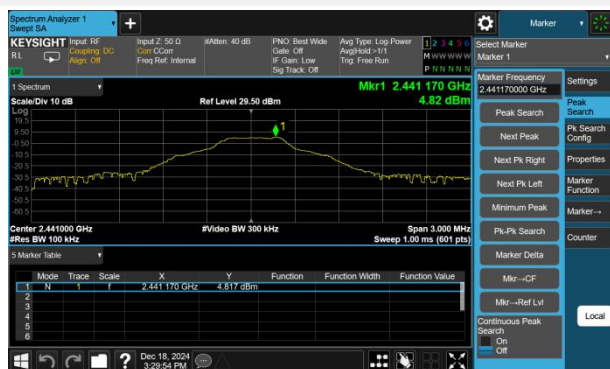 Spectrum Analyzer 1
Swept SA
Marker
KEYSIGHT
RL
Input: RF
Coupling: DC
Align: Off
Input Z: 50 Ω
Corr CCorr
Freq Ref: Internal
#Atten: 40 dB
PNO: Best Wide
Gate: Off
IF Gain: Low
Sig Track: Off
Avg Type: Log-Power
Avg|Hold:>1/1
Trig: Free Run
1 2 3 4 5 6
M W W W W W
P N N N N N
Select Marker
Marker 1
1 Spectrum
Scale/Div 10 dB
Ref Level 29.50 dBm
Mkr1 2.441 170 GHz
4.82 dBm
Log
19.5
9.50
-0.500
-10.5
-20.5
-30.5
-40.5
-50.5
-60.5
1
Center 2.441000 GHz
#Video BW 300 kHz
Span 3.000 MHz
#Res BW 100 kHz
Sweep 1.00 ms (601 pts)
5 Marker Table
Mode Trace Scale X Y Function Function Width Function Value
1 N 1 f 2.441 170 GHz 4.817 dBm
2
3
4
5
6
Dec 18, 2024
3:29:54 PM
Marker Frequency
2.441170000 GHz
Peak Search
Next Peak
Next Pk Right
Next Pk Left
Minimum Peak
Pk-Pk Search
Marker Delta
Mkr→CF
Mkr→Ref Lvl
Continuous Peak
Search
On
Off
Settings
Peak
Search
Pk Search
Config
Properties
Marker
Function
Marker→
Counter
Local